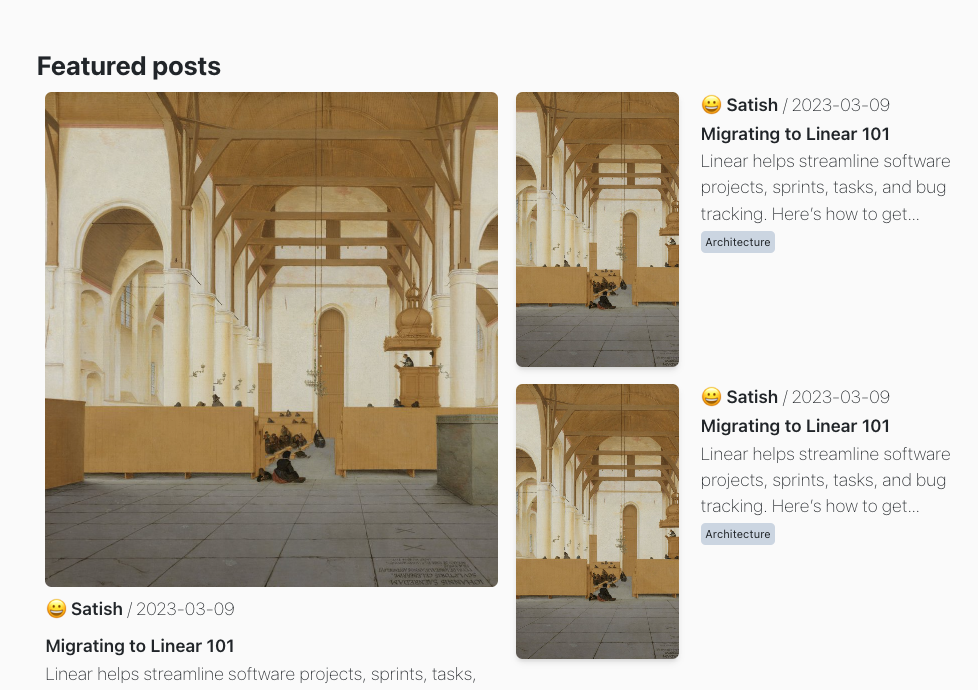 Featured posts
😀 Satish / 2023-03-09
Migrating to Linear 101
Linear helps streamline software projects, sprints, tasks,
😀 Satish / 2023-03-09
Migrating to Linear 101
Linear helps streamline software
projects, sprints, tasks, and bug
tracking. Here’s how to get...
Architecture
😀 Satish / 2023-03-09
Migrating to Linear 101
Linear helps streamline software
projects, sprints, tasks, and bug
tracking. Here’s how to get...
Architecture